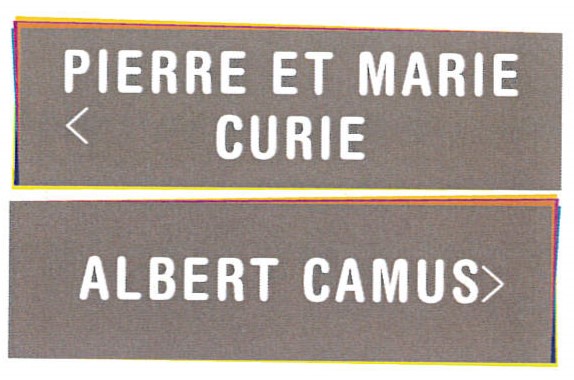 PIERRE ET MARIE
< CURIE
ALBERT CAMUS>